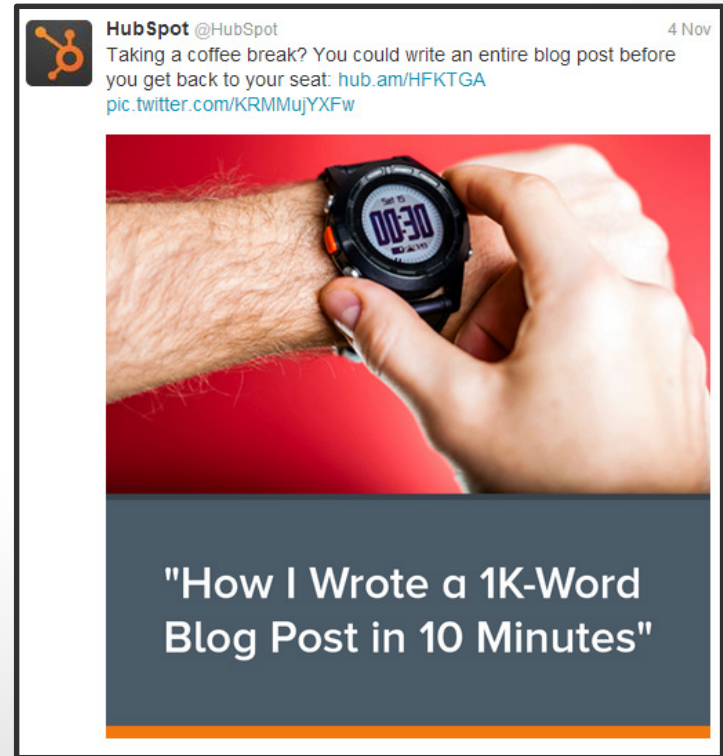 HubSpot @HubSpot 4 Nov
Taking a coffee break? You could write an entire blog post before
you get back to your seat: hub.am/HFKTGA
pic.twitter.com/KRMMujYXFw
Sat 15
00:30
"How I Wrote a 1K-Word
Blog Post in 10 Minutes"